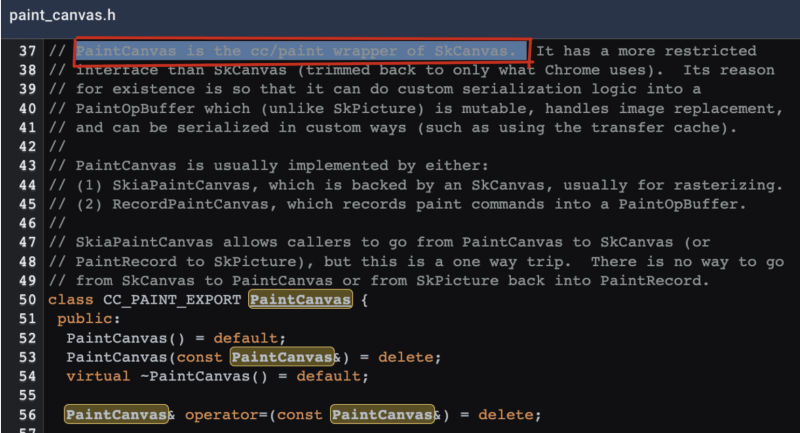 paint_canvas.h
37 // PaintCanvas is the cc/paint wrapper of SkCanvas.  It has a more restricted
38 // interface than SkCanvas (trimmed back to only what Chrome uses).  Its reason
39 // for existence is so that it can do custom serialization logic into a
40 // PaintOpBuffer which (unlike SkPicture) is mutable, handles image replacement,
41 // and can be serialized in custom ways (such as using the transfer cache).
42 //
43 // PaintCanvas is usually implemented by either:
44 // (1) SkiaPaintCanvas, which is backed by an SkCanvas, usually for rasterizing.
45 // (2) RecordPaintCanvas, which records paint commands into a PaintOpBuffer.
46 //
47 // SkiaPaintCanvas allows callers to go from PaintCanvas to SkCanvas (or
48 // PaintRecord to SkPicture), but this is a one way trip.  There is no way to go
49 // from SkCanvas to PaintCanvas or from SkPicture back into PaintRecord.
50 class CC_PAINT_EXPORT PaintCanvas {
51  public:
52   PaintCanvas() = default;
53   PaintCanvas(const PaintCanvas&) = delete;
54   virtual ~PaintCanvas() = default;
55
56   PaintCanvas& operator=(const PaintCanvas&) = delete;
57